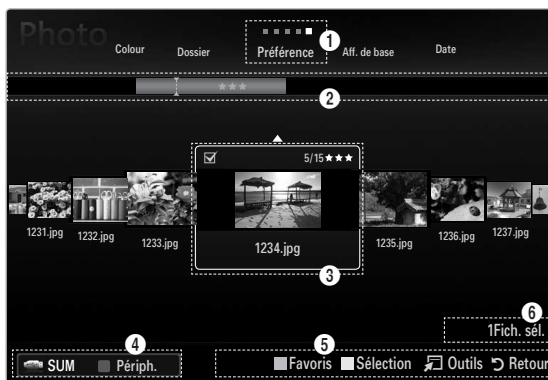 Photo
Colour Dossier Préférence Aff. de base Date
1
★★★
2
5/15★★★
1231.jpg 1232.jpg 1233.jpg 1234.jpg 1235.jpg 1236.jpg 1237.jpg
3
6
1Fich. sél.
4 5
SUM Périph. Favoris Sélection Outils Retour